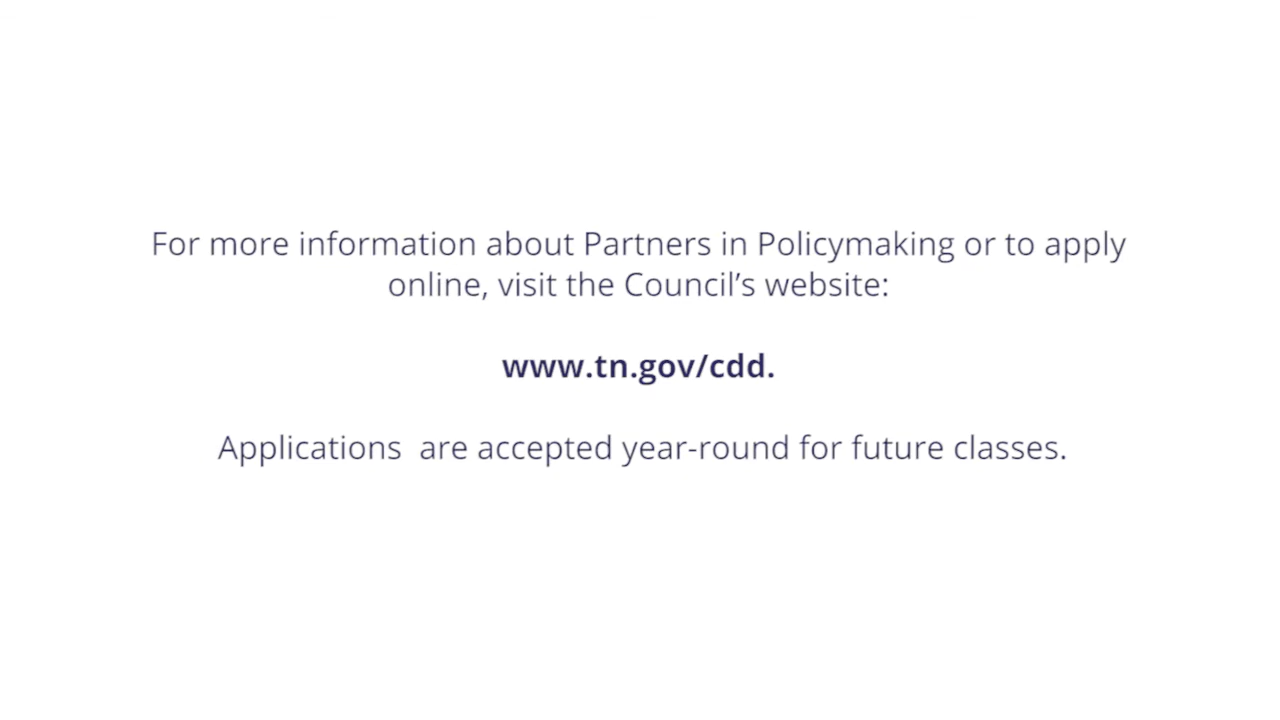 For more information about Partners in Policymaking or to apply
online, visit the Council’s website:
www.tn.gov/cdd.
Applications  are accepted year-round for future classes.